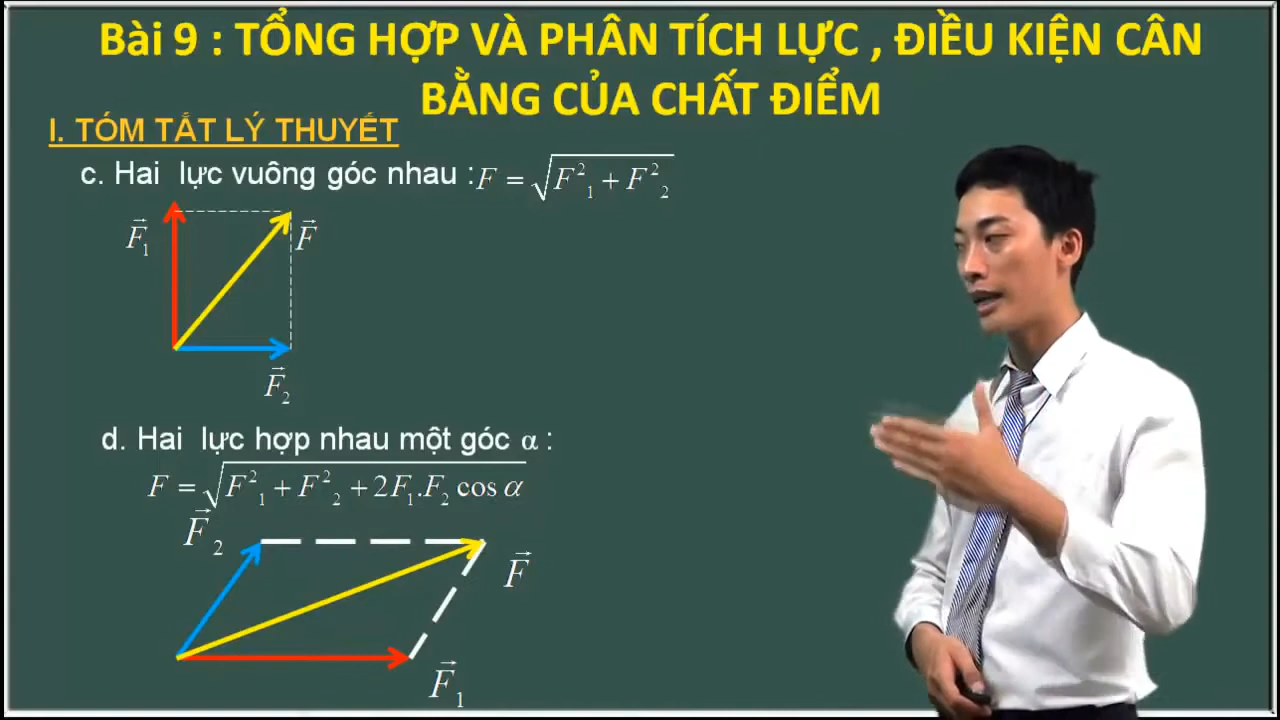 Bài 9 : TỔNG HỢP VÀ PHÂN TÍCH LỰC , ĐIỀU KIỆN CÂN
BẰNG CỦA CHẤT ĐIỂM
I. TÓM TẮT LÝ THUYẾT
c. Hai lực vuông góc nhau : F = √(F²₁ + F²₂)
F⃗₁
F⃗
F⃗₂
d. Hai lực hợp nhau một góc α :
F = √(F²₁ + F²₂ + 2F₁.F₂ cos α)
F⃗₂
F⃗
F⃗₁